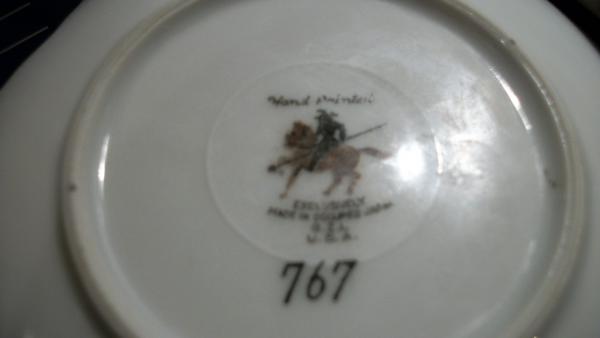 Hand Painted
EXCLUSIVELY
MADE IN OCCUPIED JAPAN
U.S.A.
767